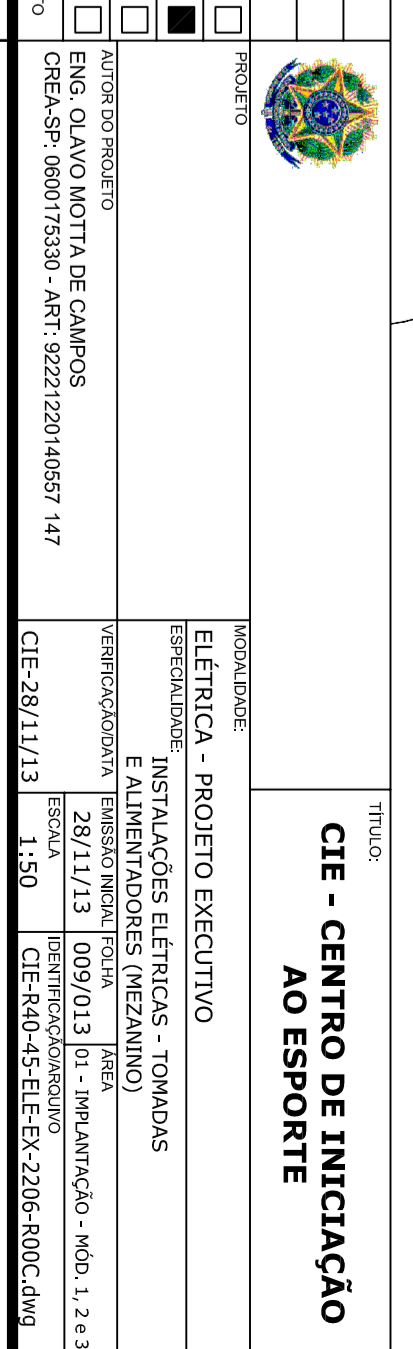 TÍTULO:
CIE - CENTRO DE INICIAÇÃO
AO ESPORTE
PROJETO
MODALIDADE:
ELÉTRICA - PROJETO EXECUTIVO
ESPECIALIDADE:
INSTALAÇÕES ELÉTRICAS - TOMADAS
E ALIMENTADORES (MEZANINO)
AUTOR DO PROJETO
ENG. OLAVO MOTTA DE CAMPOS
CREA-SP: 0600175330 - ART: 92221220140557 147
VERIFICAÇÃO/DATA
CIE-28/11/13
EMISSÃO INICIAL
28/11/13
FOLHA
009/013
ÁREA
01 - IMPLANTAÇÃO - MÓD. 1, 2 e 3
ESCALA
1:50
IDENTIFICAÇÃO/ARQUIVO
CIE-R40-45-ELE-EX-2206-R00C.dwg
TO